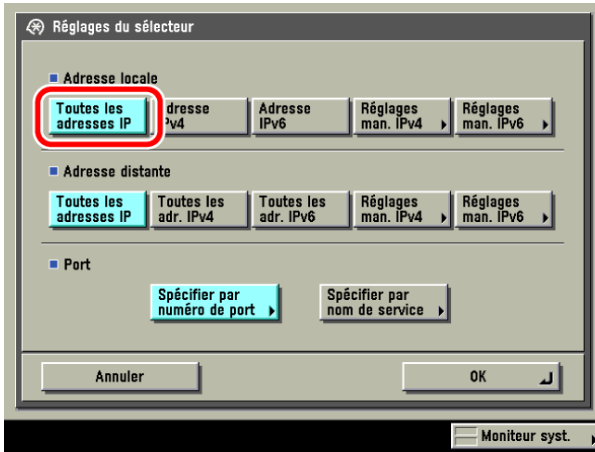 Réglages du sélecteur
Adresse locale
Toutes les adresses IP
dresse Pv4
Adresse IPv6
Réglages man. IPv4
Réglages man. IPv6
Adresse distante
Toutes les adresses IP
Toutes les adr. IPv4
Toutes les adr. IPv6
Réglages man. IPv4
Réglages man. IPv6
Port
Spécifier par numéro de port
Spécifier par nom de service
Annuler
OK
Moniteur syst.